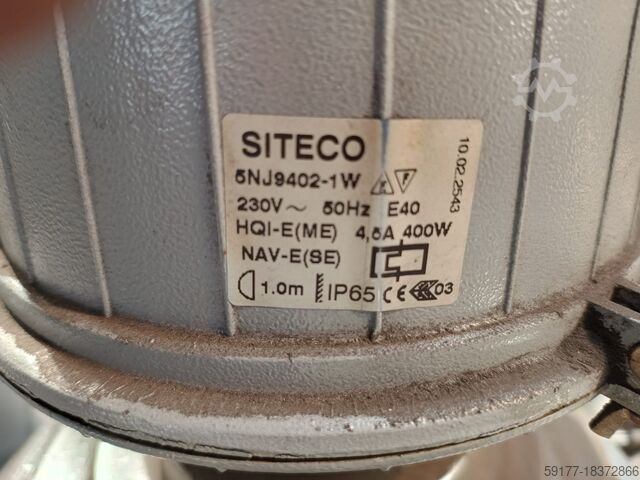 SITECO
5NJ9402-1W
230V~ 50Hz E40
HQI-E(ME) 4,5A 400W
NAV-E(SE)
1.0m IP65 CE 03
10.02.2543
59177-18372866